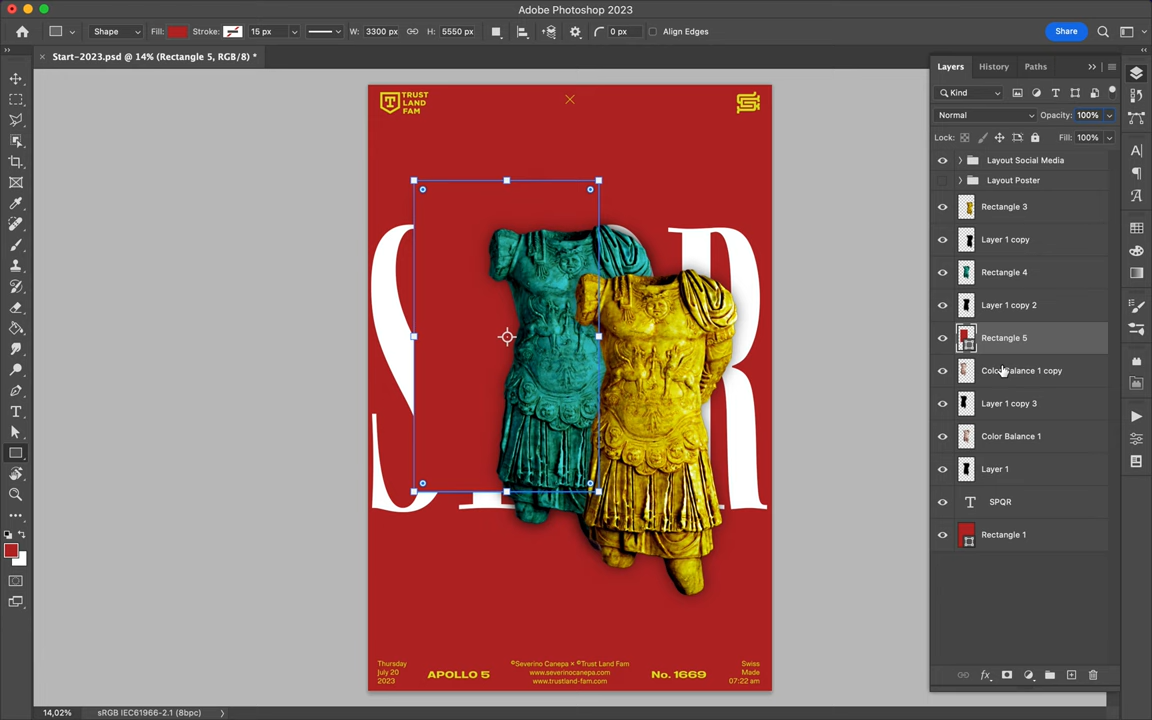 Adobe Photoshop 2023
Shape
Fill:
Stroke:
15 px
W: 3300 px
H: 5550 px
0 px
Align Edges
Share
Start-2023.psd @ 14% (Rectangle 5, RGB/8) *
Layers
History
Paths
Kind
Normal
Opacity: 100%
Lock:
Fill: 100%
Layout Social Media
Layout Poster
Rectangle 3
Layer 1 copy
Rectangle 4
Layer 1 copy 2
Rectangle 5
Color Balance 1 copy
Layer 1 copy 3
Color Balance 1
Layer 1
SPQR
Rectangle 1
TRUST
LAND
FAM
Thursday
July 20
2023
APOLLO 5
©Severino Canepa × ©Trust Land Fam
www.severinocanepa.com
www.trustland-fam.com
No. 1669
Swiss
Made
07:22 am
14,02%
sRGB IEC61966-2.1 (8bpc)